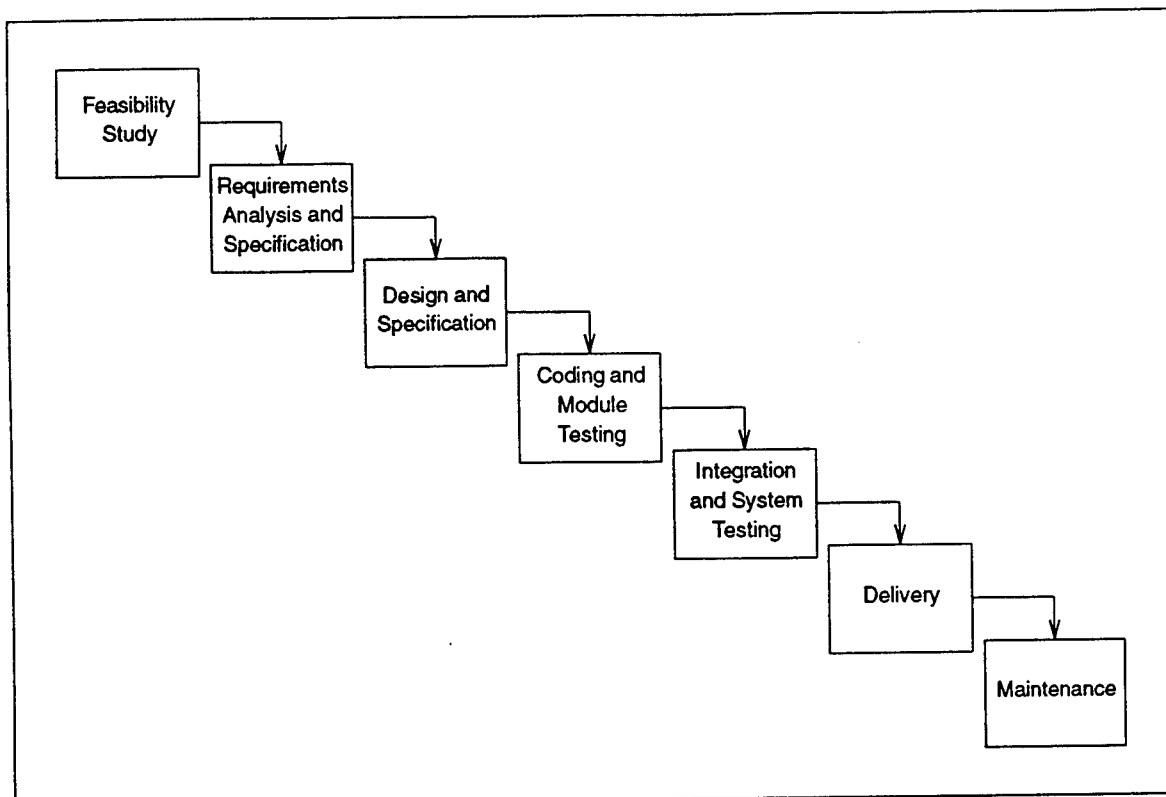 Feasibility
Study
Requirements
Analysis and
Specification
Design and
Specification
Coding and
Module
Testing
Integration
and System
Testing
Delivery
Maintenance